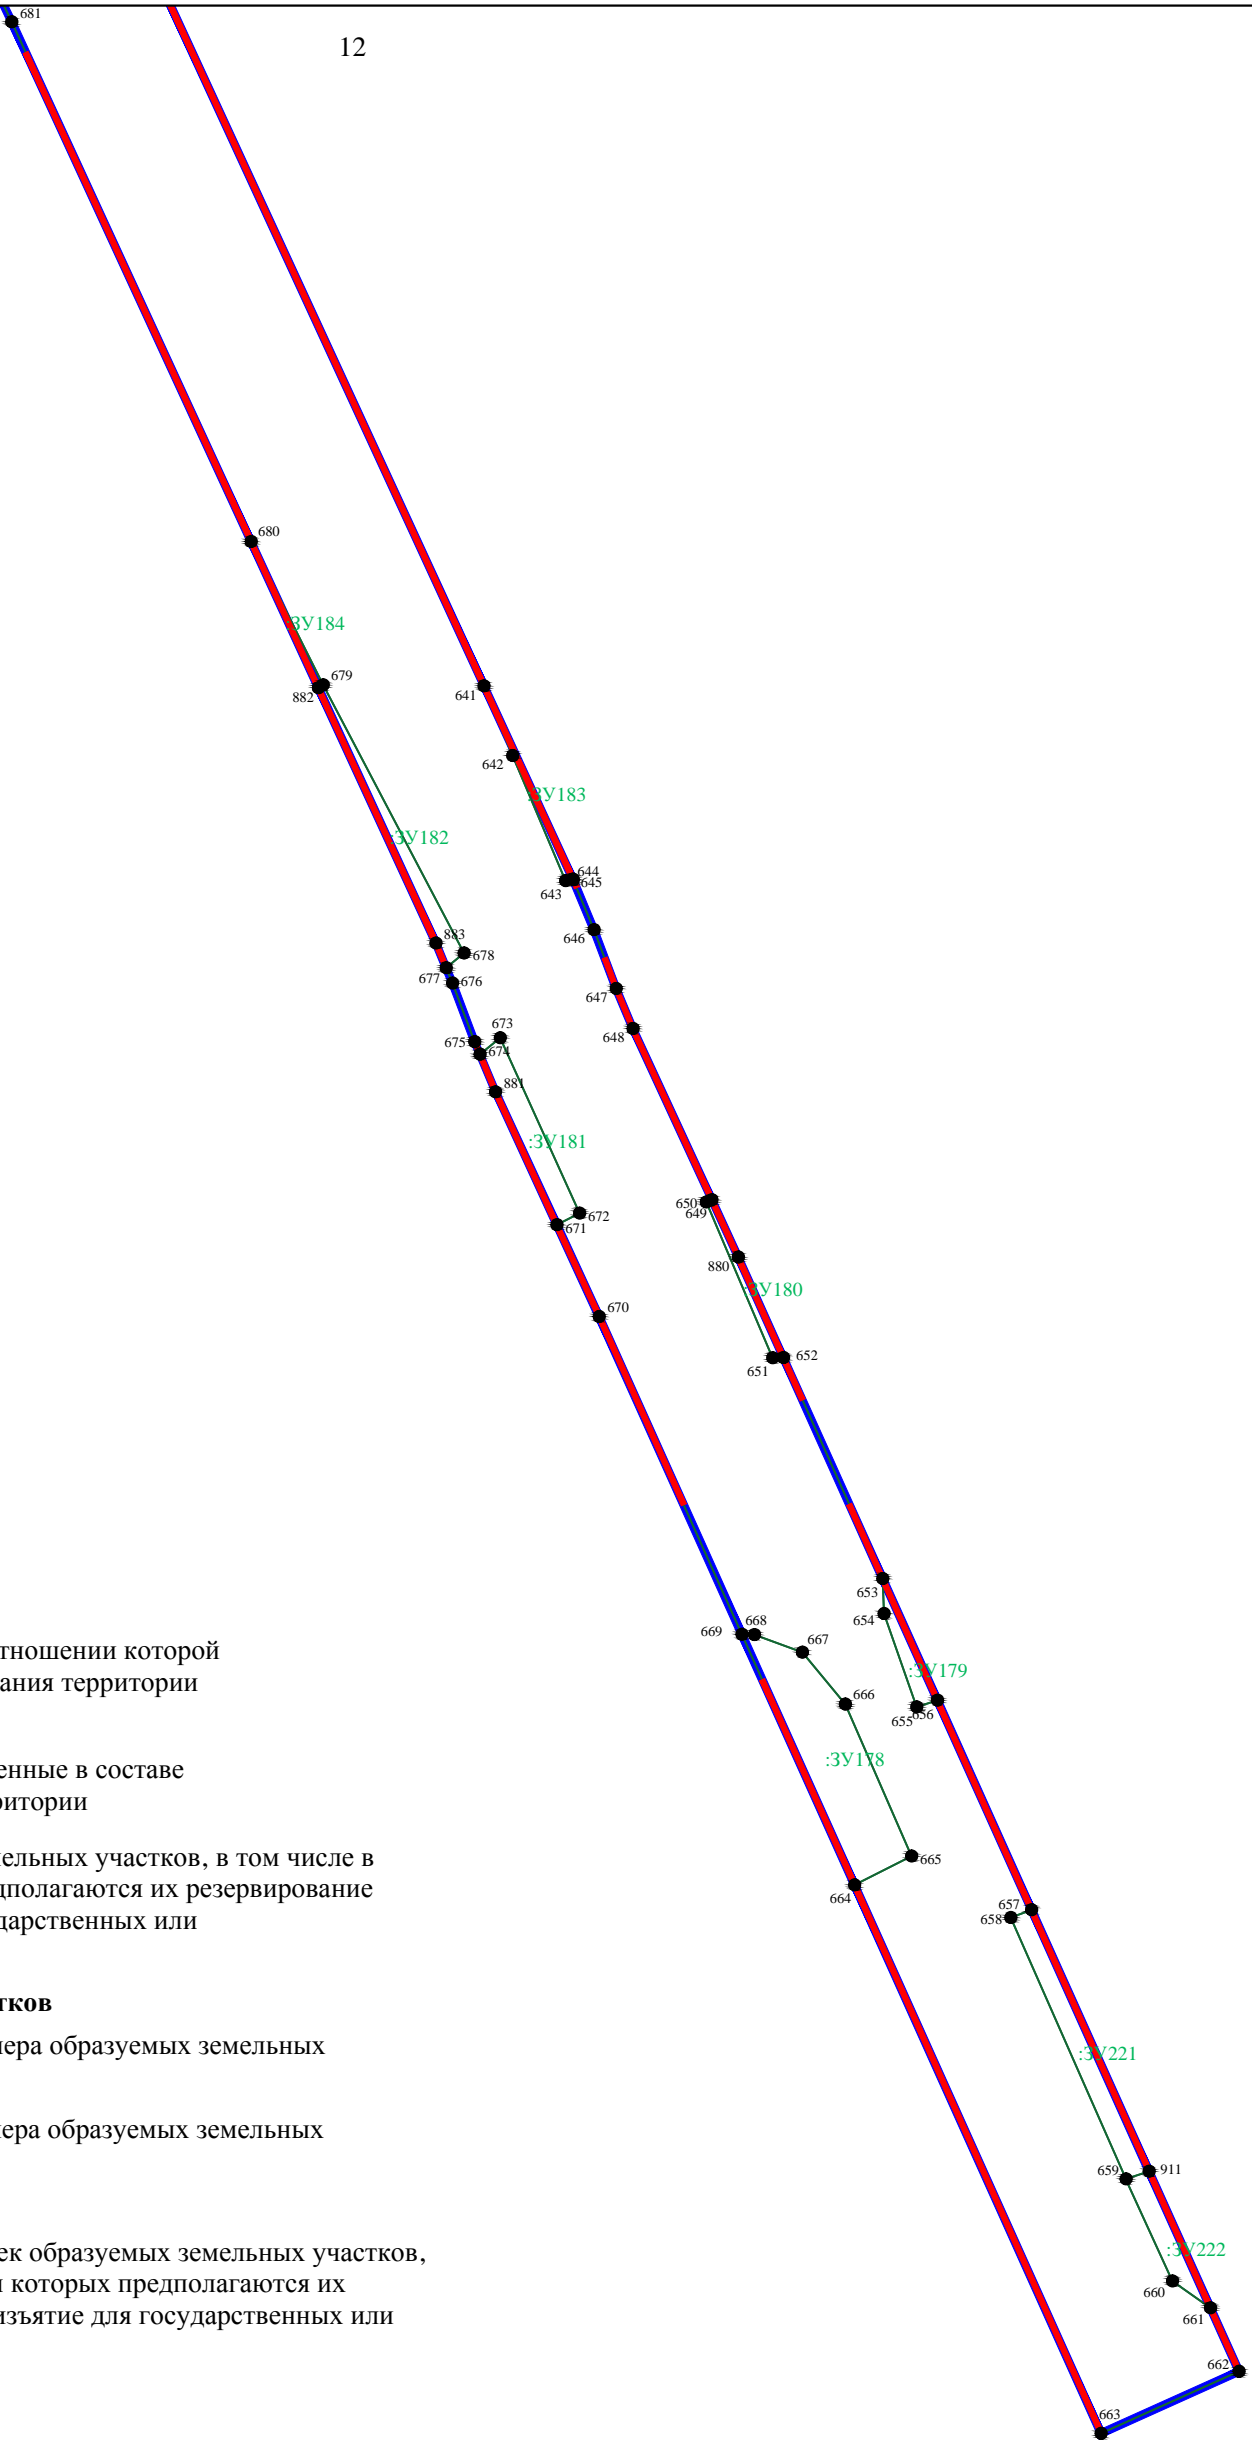 681
12
680
:ЗУ184
679
882
641
642
:ЗУ183
:ЗУ182
644
645
643
646
883
678
677
676
647
648
673
675
674
881
:ЗУ181
650
649
672
671
880
:ЗУ180
670
652
651
653
654
668
669
667
:ЗУ179
666
655
656
:ЗУ178
665
664
657
658
:ЗУ221
659
911
:ЗУ222
660
661
662
663
тношении которой
ания территории
енные в составе
ритории
мельных участков, в том числе в
дполагаются их резервирование
дарственных или
тков
мера образуемых земельных
мера образуемых земельных
ек образуемых земельных участков,
и которых предполагаются их
изъятие для государственных или